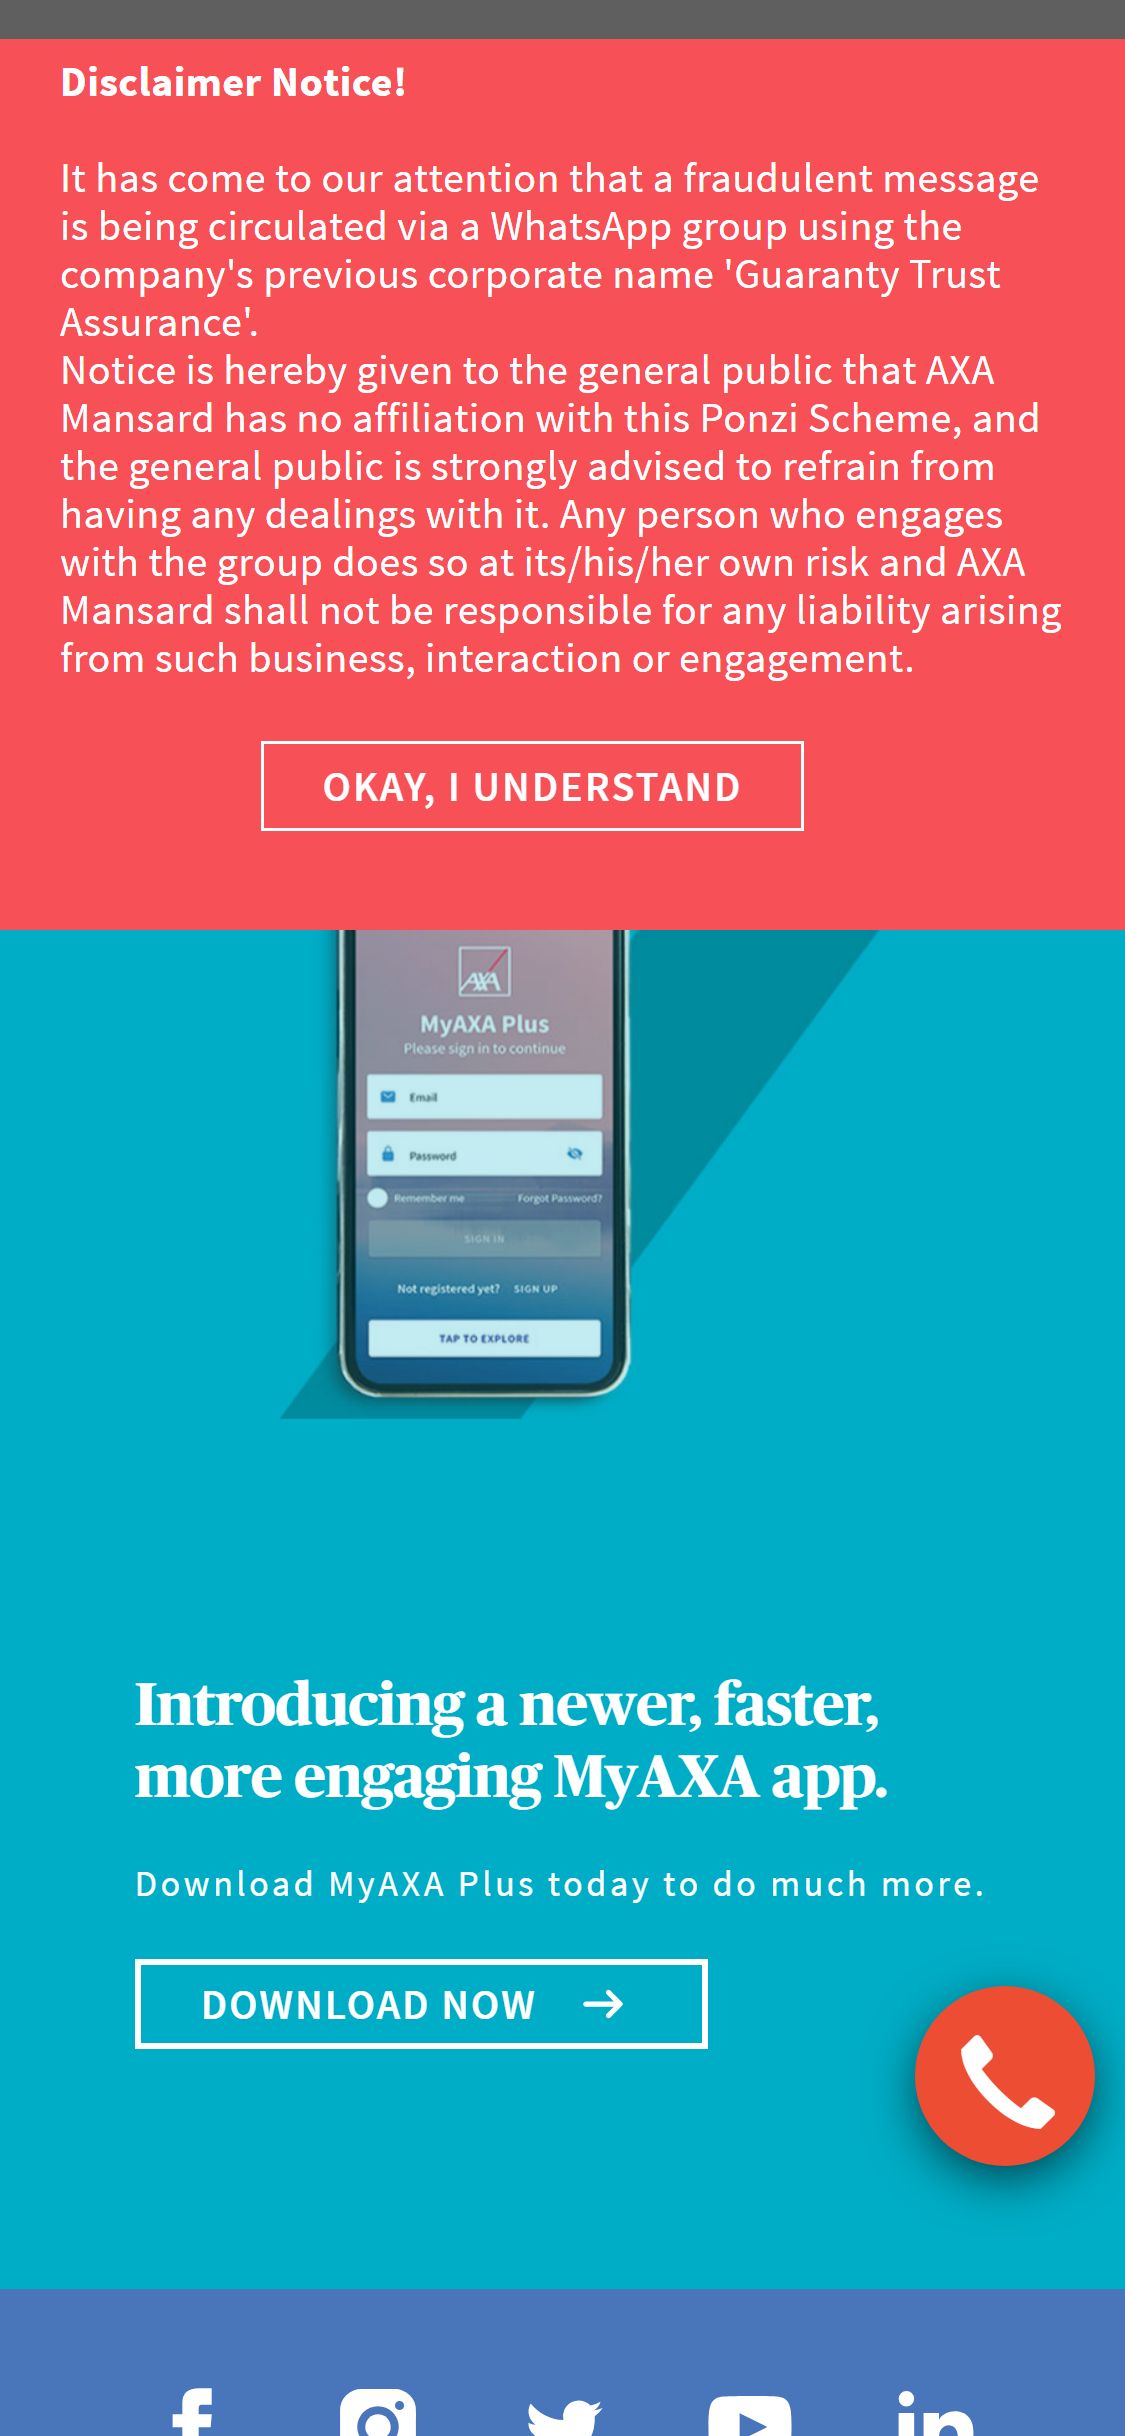 Disclaimer Notice!
It has come to our attention that a fraudulent message
is being circulated via a WhatsApp group using the
company's previous corporate name 'Guaranty Trust
Assurance'.
Notice is hereby given to the general public that AXA
Mansard has no affiliation with this Ponzi Scheme, and
the general public is strongly advised to refrain from
having any dealings with it. Any person who engages
with the group does so at its/his/her own risk and AXA
Mansard shall not be responsible for any liability arising
from such business, interaction or engagement.
OKAY, I UNDERSTAND
AXA
MyAXA Plus
Please sign in to continue
Email
Password
Remember me Forgot Password?
SIGN IN
Not registered yet? SIGN UP
TAP TO EXPLORE
Introducing a newer, faster,
more engaging MyAXA app.
Download MyAXA Plus today to do much more.
DOWNLOAD NOW